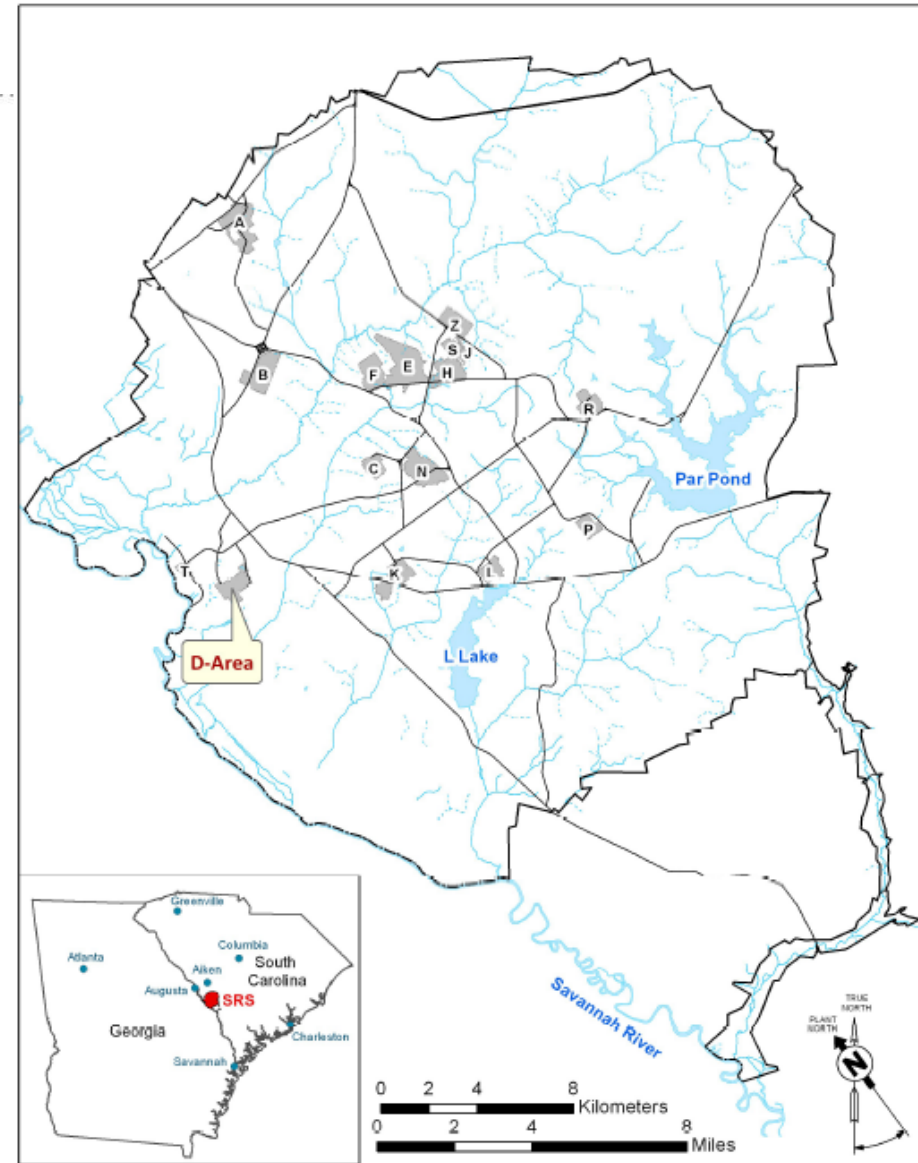 A
Z
S
J
E
F
H
B
R
C
N
Par Pond
P
T
K
L
D-Area
L Lake
Savannah River
Greenville
Atlanta
Columbia
South
Carolina
Aiken
Augusta
SRS
Georgia
Charleston
Savannah
TRUE
NORTH
PLANT
NORTH
N
0 2 4 8
Kilometers
0 2 4 8
Miles